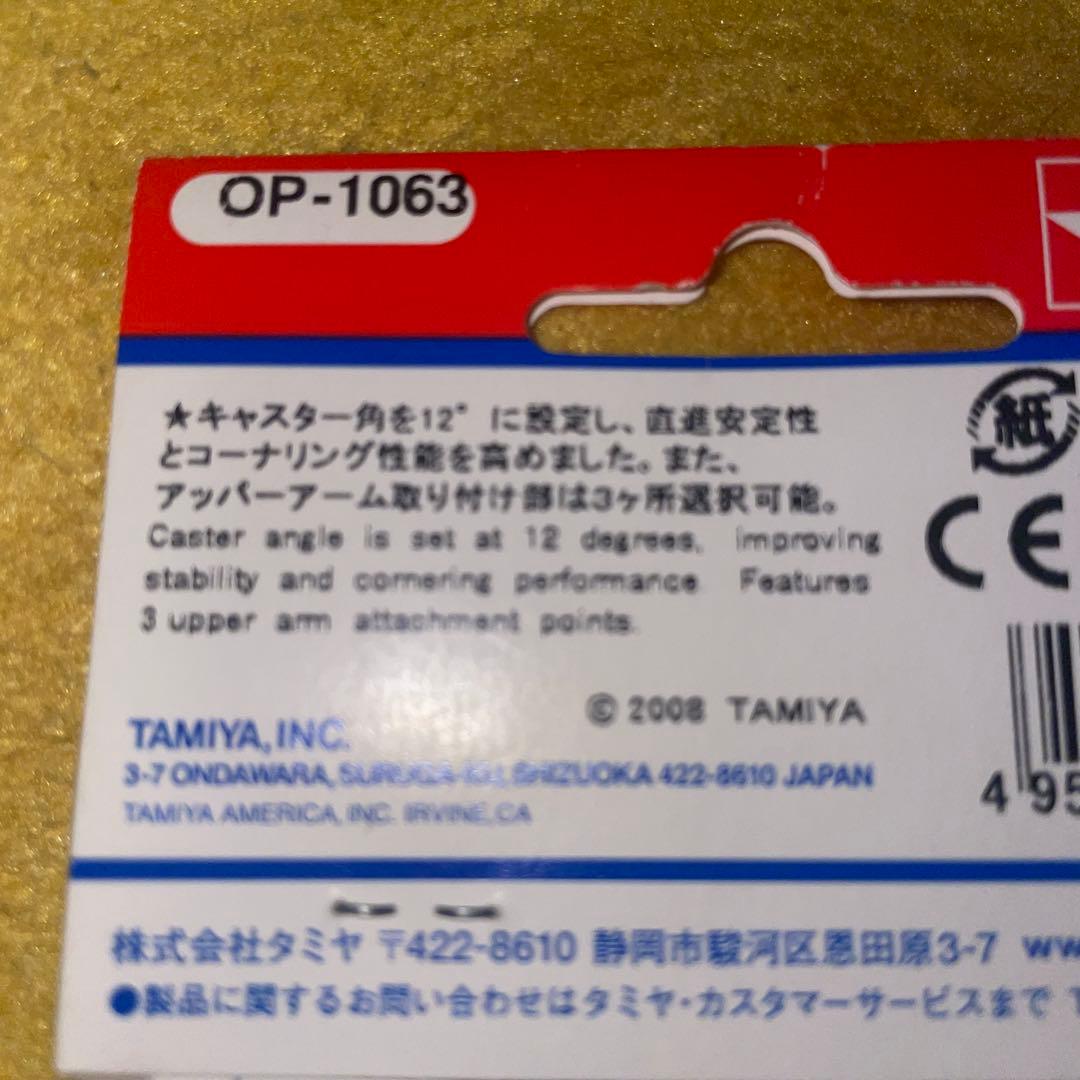 OP-1063
★キャスター角を12°に設定し、直進安定性
とコーナリング性能を高めました。また、
アッパーアーム取り付け部は3ヶ所選択可能。
Caster angle is set at 12 degrees, improving
stability and cornering performance. Features
3 upper arm attachment points.
紙
CE
© 2008 TAMIYA
TAMIYA, INC.
3-7 ONDAWARA, SURUGA-KU, SHIZUOKA 422-8610 JAPAN
TAMIYA AMERICA, INC. IRVINE, CA
4 95
株式会社タミヤ 〒422-8610 静岡市駿河区恩田原3-7 ww
●製品に関するお問い合わせはタミヤ・カスタマーサービスまで